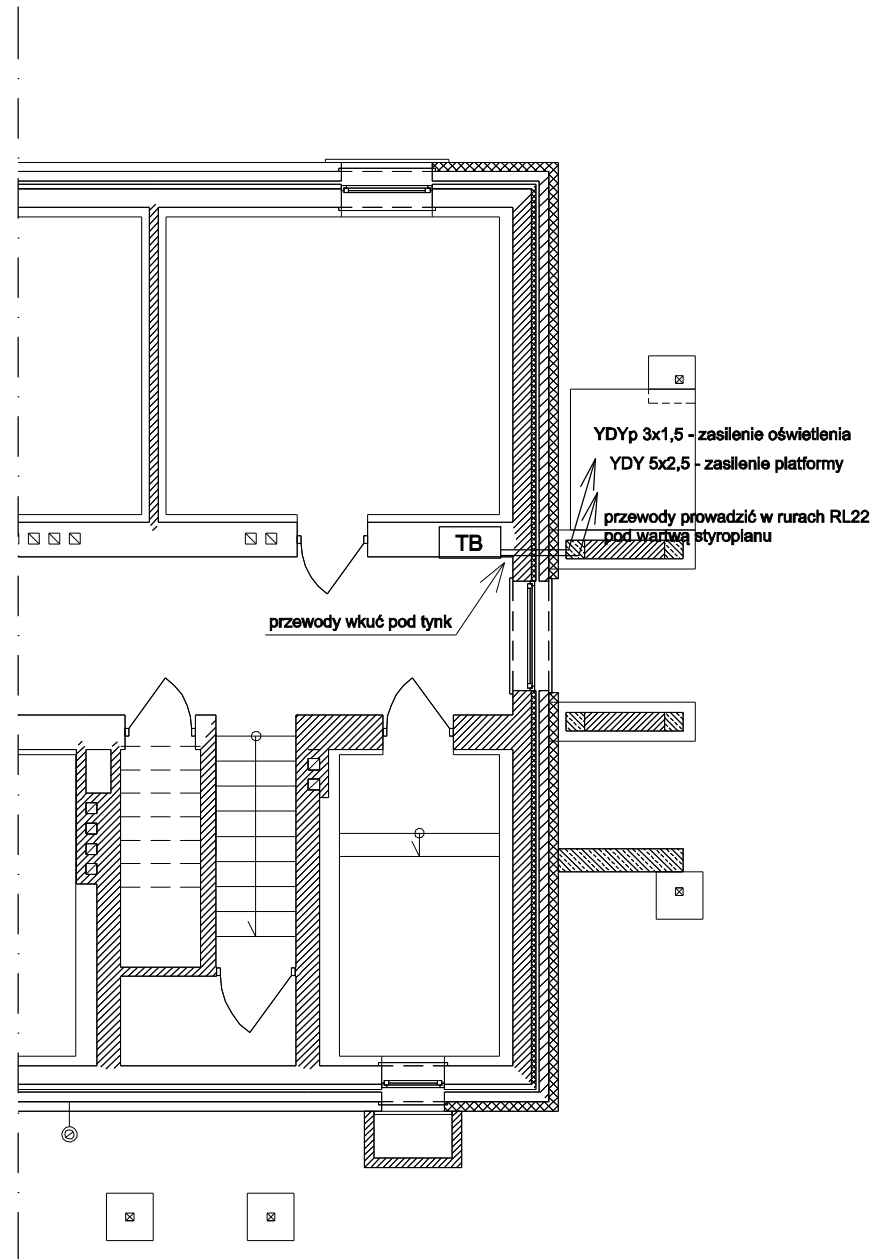 YDYp 3x1,5 - zasilenie oświetlenia
YDY 5x2,5 - zasilenie platformy
przewody prowadzić w rurach RL22
pod wartwą styropianu
TB
przewody wkuć pod tynk